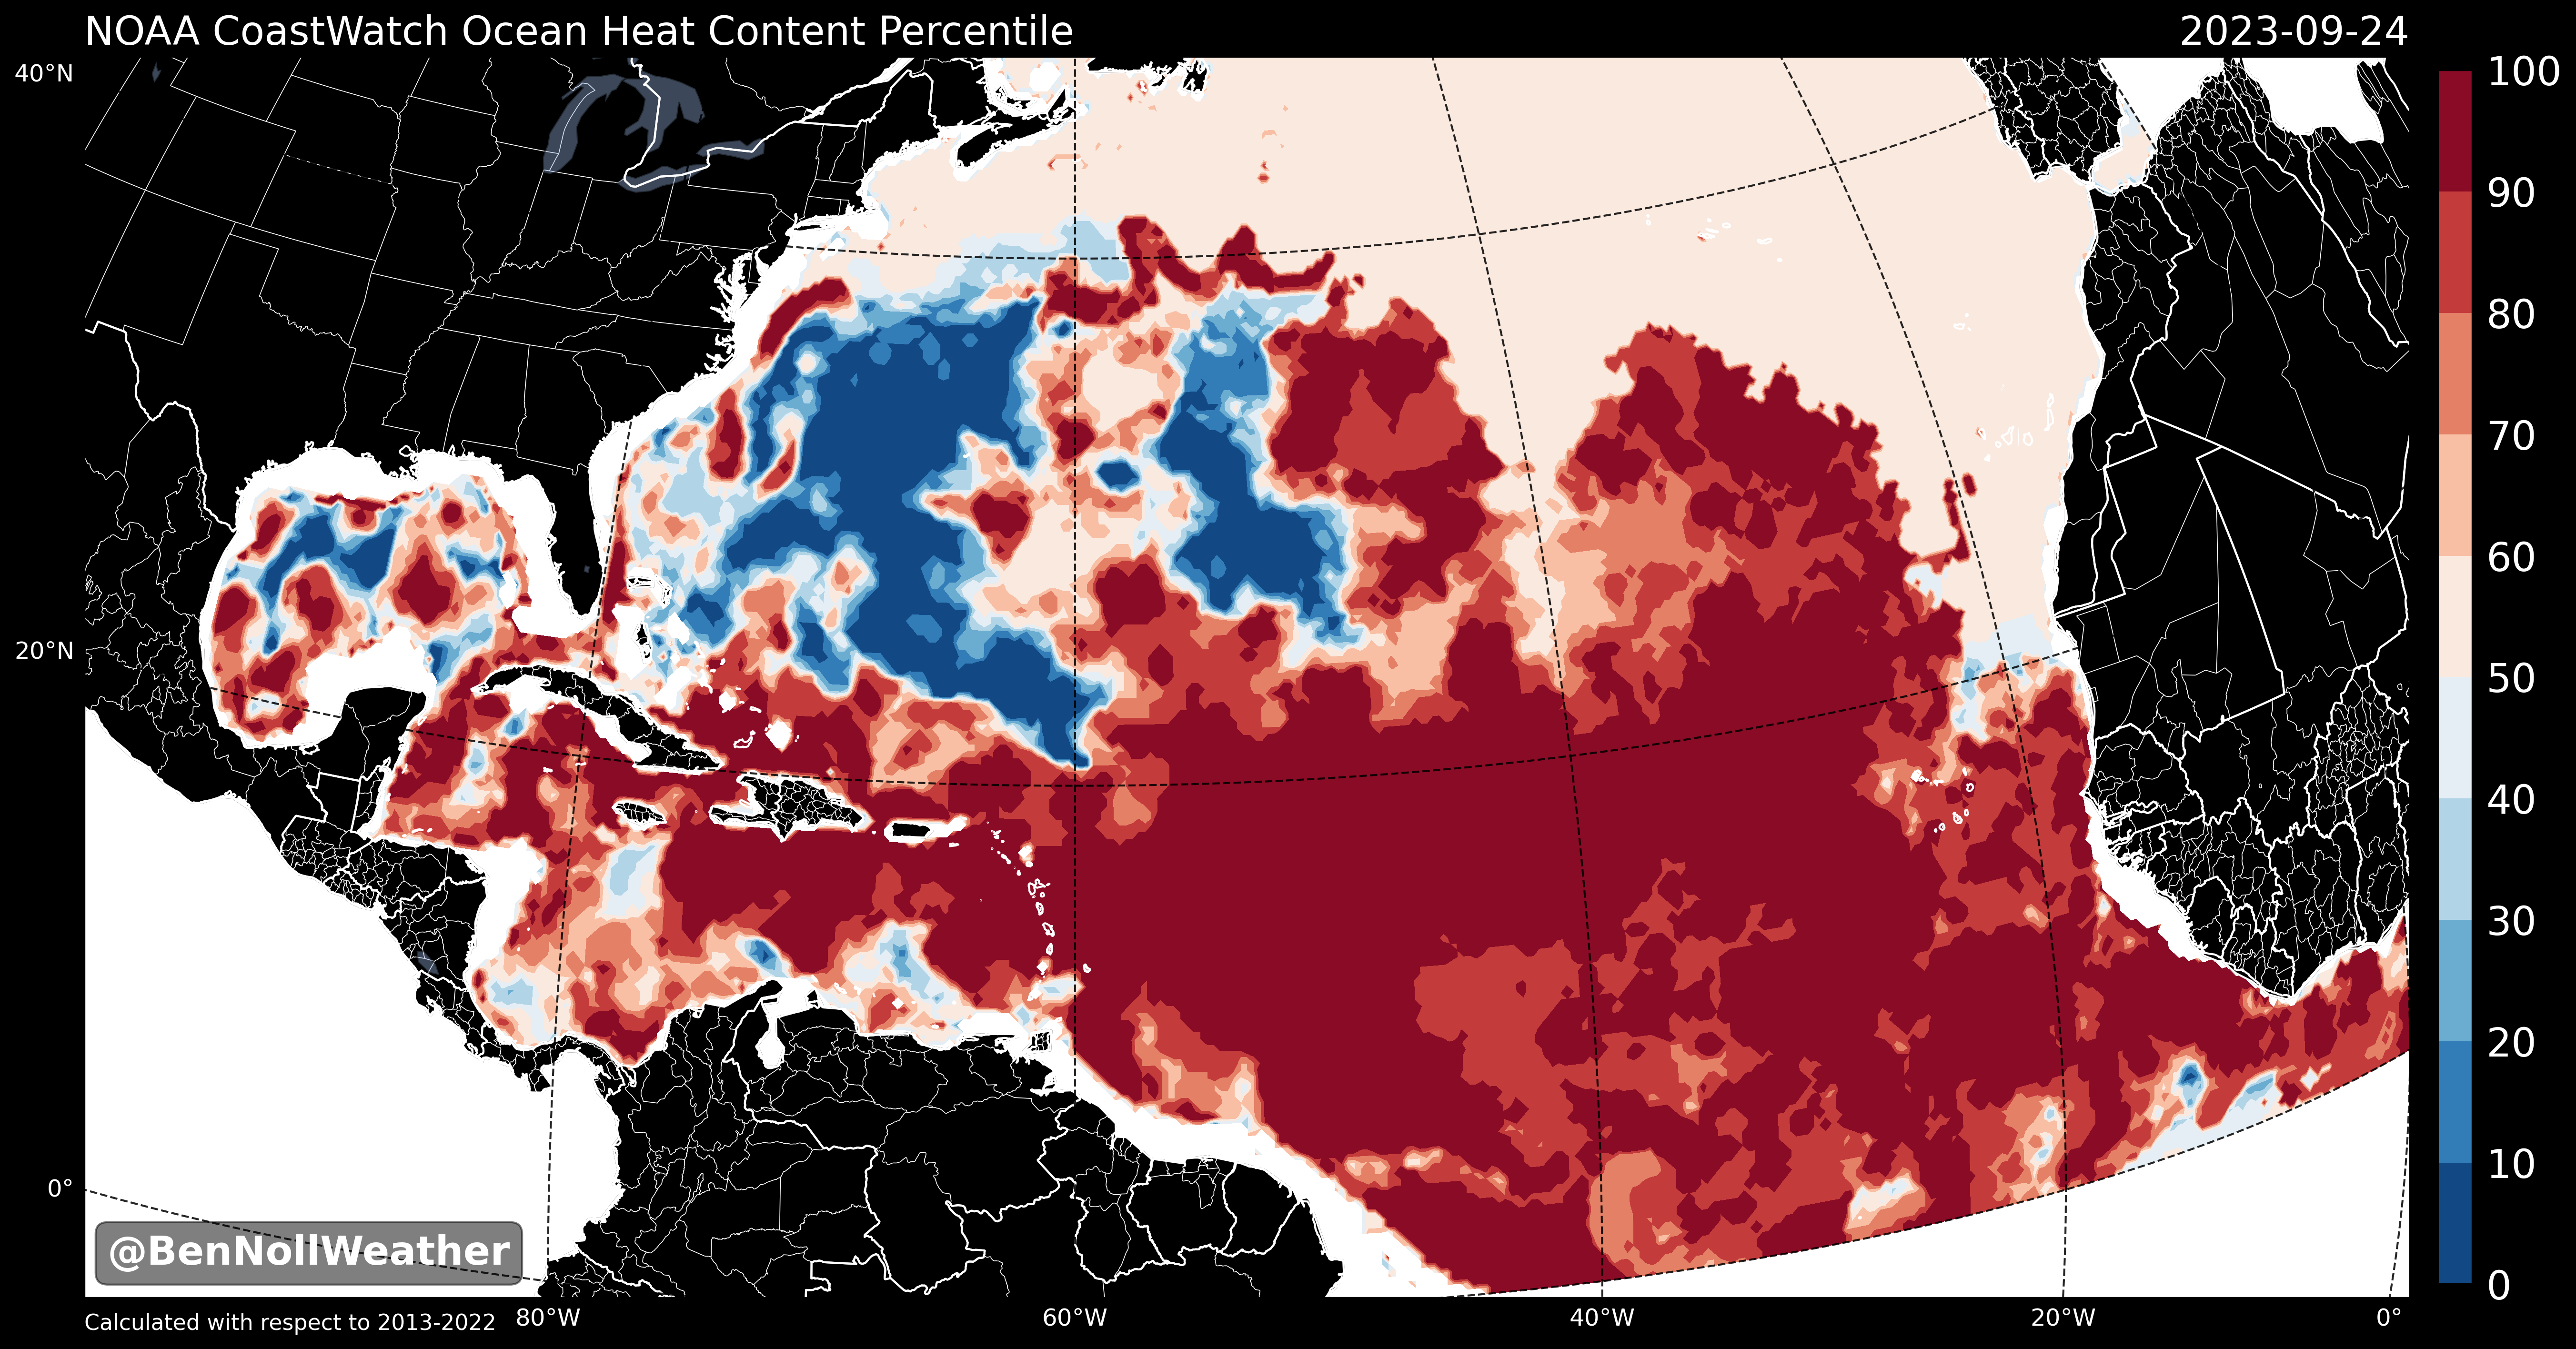 NOAA CoastWatch Ocean Heat Content Percentile
2023-09-24
40°N
20°N
0°
100
90
80
70
60
50
40
30
20
10
0
@BenNollWeather
Calculated with respect to 2013-2022
80°W
60°W
40°W
20°W
0°